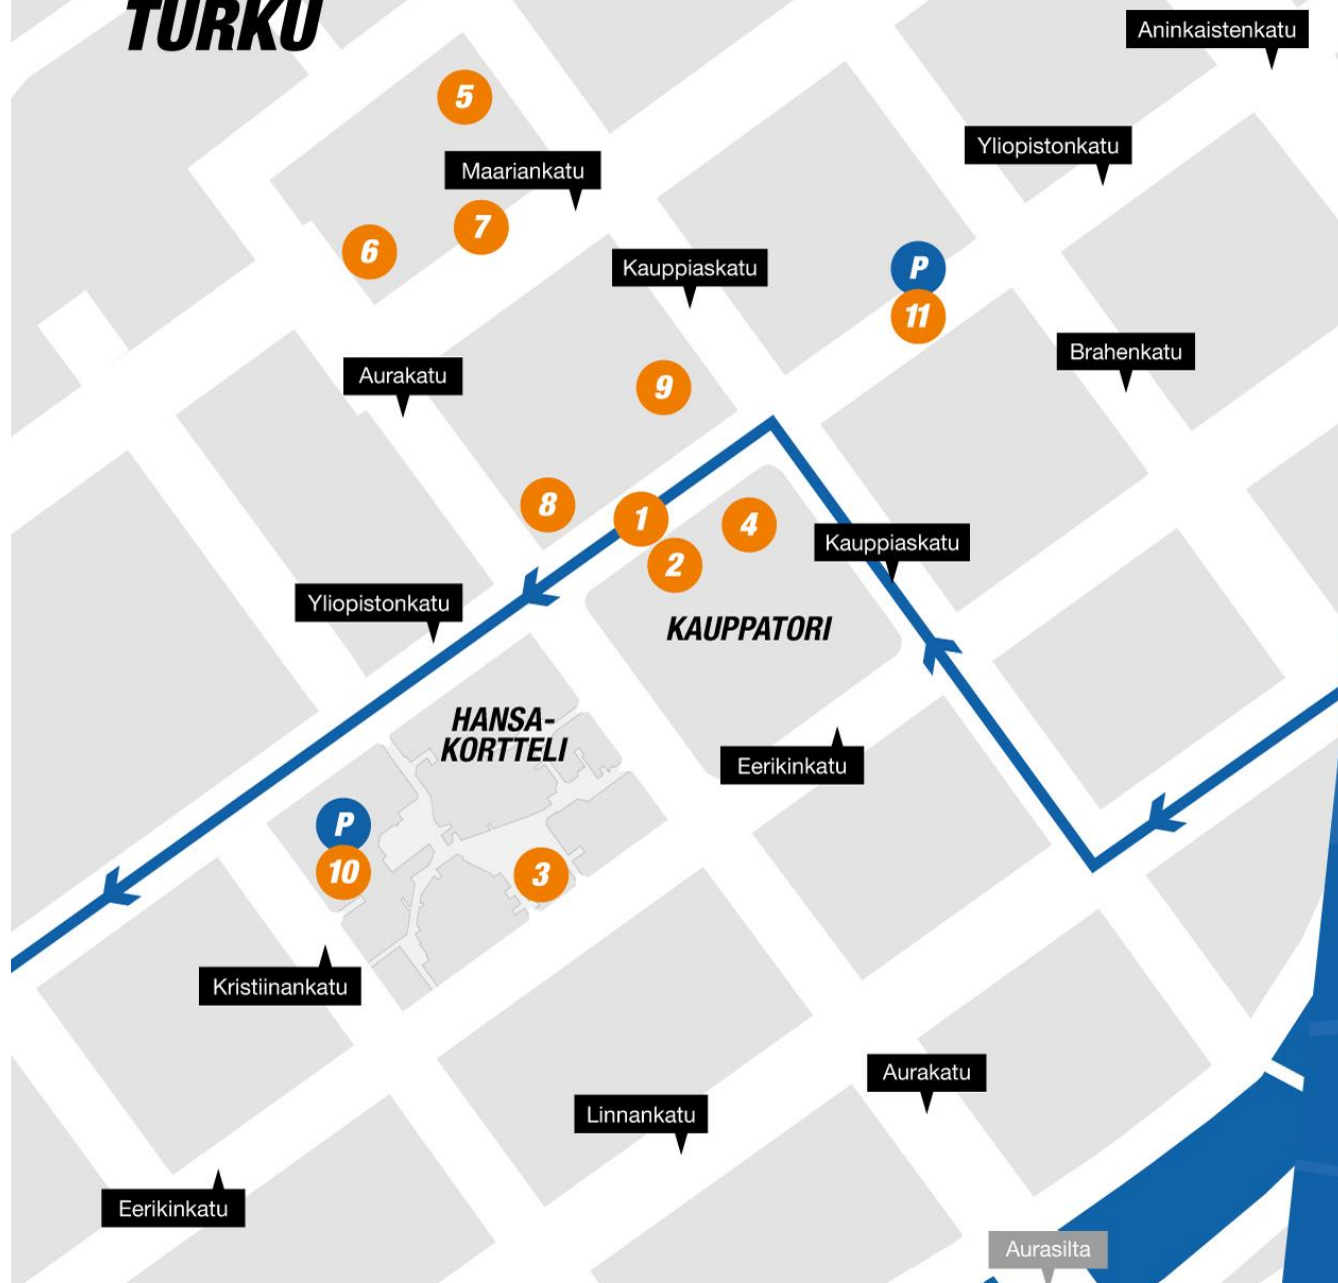 TURKU
Aninkaistenkatu
5
Yliopistonkatu
Maariankatu
7
6
Kauppiaskatu
P
11
Brahenkatu
Aurakatu
9
8
1
4
Kauppiaskatu
2
Yliopistonkatu
KAUPPATORI
HANSA-
KORTTELI
Eerikinkatu
P
10
3
Kristiinankatu
Aurakatu
Linnankatu
Eerikinkatu
Aurasilta